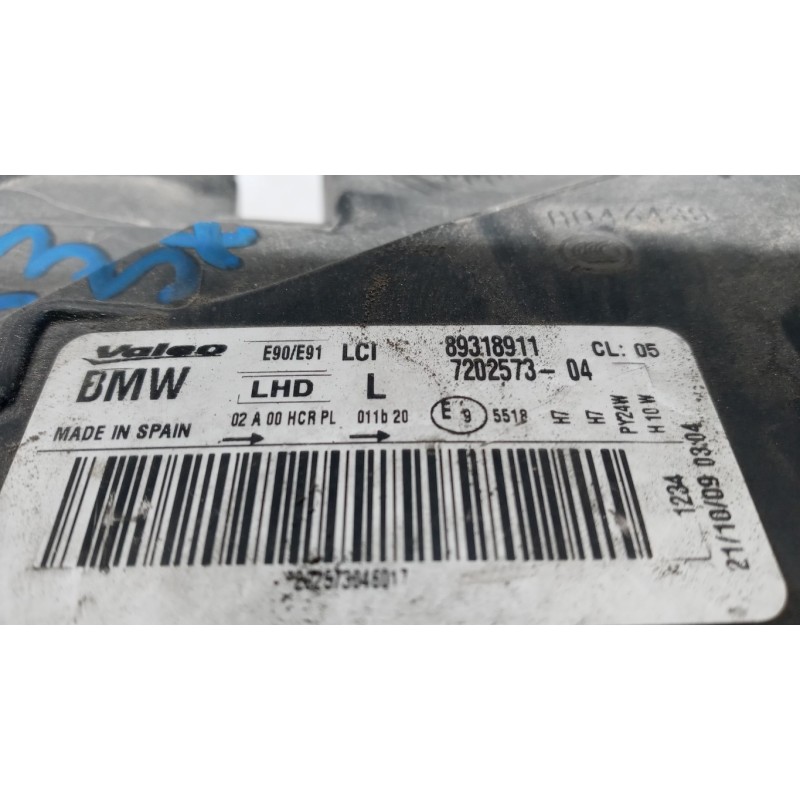 Valeo E90/E91 LCI 89318911 CL: 05
BMW LHD L 7202573-04
02 A 00 HCR PL 011b 20 E 9 5518 H7 H7 PY24W H10W
MADE IN SPAIN
L 1234
21/10/09 03:04